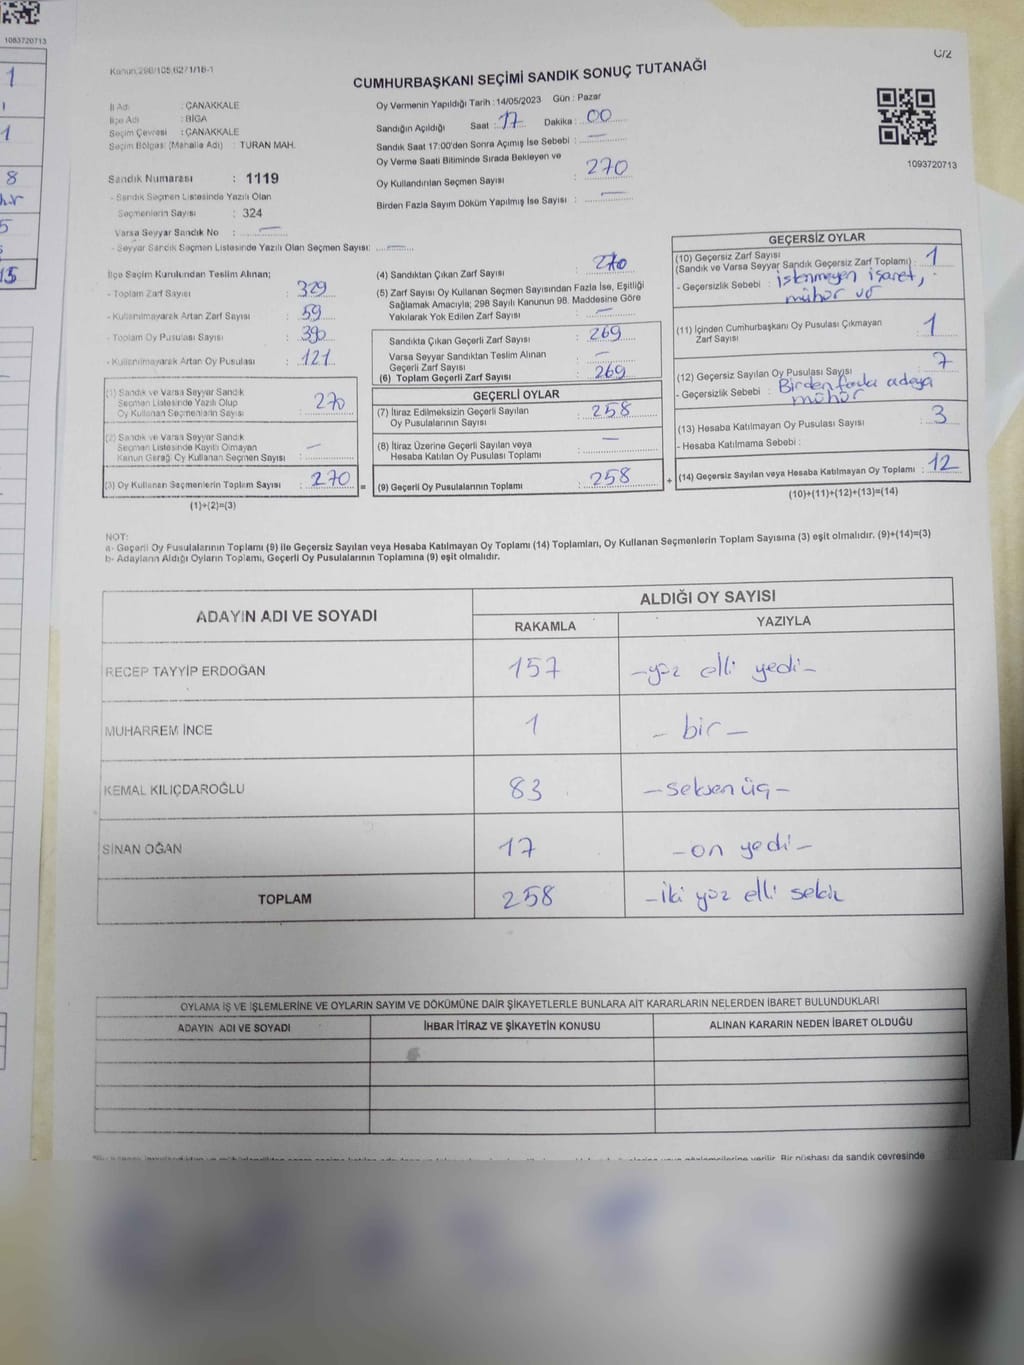 1083720713
1
1
8
5
15
Kanun:298/105,6271/18-1
C/2
CUMHURBAŞKANI SEÇİMİ SANDIK SONUÇ TUTANAĞI
İl Adı : ÇANAKKALE
İlçe Adı : BİGA
Seçim Çevresi : ÇANAKKALE
Seçim Bölgesi (Mahalle Adı) : TURAN MAH.
Sandık Numarası : 1119
- Sandık Seçmen Listesinde Yazılı Olan
Seçmenlerin Sayısı : 324
Varsa Seyyar Sandık No : —
- Seyyar Sandık Seçmen Listesinde Yazılı Olan Seçmen Sayısı: —
Oy Vermenin Yapıldığı Tarih : 14/05/2023 Gün : Pazar
Sandığın Açıldığı Saat : 17 Dakika : 00
Sandık Saat 17:00'den Sonra Açımış İse Sebebi : —
Oy Verme Saati Bitiminde Sırada Bekleyen ve
Oy Kullandırılan Seçmen Sayısı : 270
Birden Fazla Sayım Döküm Yapılmış İse Sayısı : —
1093720713
İlçe Seçim Kurulundan Teslim Alınan;
- Toplam Zarf Sayısı : 329
- Kullanılmayarak Artan Zarf Sayısı : 59
- Toplam Oy Pusulası Sayısı : 390
- Kullanılmayarak Artan Oy Pusulası : 121
(1) Sandık ve Varsa Seyyar Sandık
Seçmen Listesinde Yazılı Olup
Oy Kullanan Seçmenlerin Sayısı : 270
(2) Sandık ve Varsa Seyyar Sandık
Seçmen Listesinde Kayıtlı Olmayan
Kanun Gereği Oy Kullanan Seçmen Sayısı : —
(3) Oy Kullanan Seçmenlerin Toplam Sayısı : 270
(1)+(2)=(3)
(4) Sandıktan Çıkan Zarf Sayısı : 270
(5) Zarf Sayısı Oy Kullanan Seçmen Sayısından Fazla İse, Eşitliği
Sağlamak Amacıyla; 298 Sayılı Kanunun 98. Maddesine Göre
Yakılarak Yok Edilen Zarf Sayısı : —
Sandıkta Çıkan Geçerli Zarf Sayısı : 269
Varsa Seyyar Sandıktan Teslim Alınan
Geçerli Zarf Sayısı : —
(6) Toplam Geçerli Zarf Sayısı : 269
GEÇERLİ OYLAR
(7) İtiraz Edilmeksizin Geçerli Sayılan
Oy Pusulalarının Sayısı : 258
(8) İtiraz Üzerine Geçerli Sayılan veya
Hesaba Katılan Oy Pusulası Toplamı : —
= (9) Geçerli Oy Pusulalarının Toplamı : 258
GEÇERSİZ OYLAR
(10) Geçersiz Zarf Sayısı
(Sandık ve Varsa Seyyar Sandık Geçersiz Zarf Toplamı) : 1
- Geçersizlik Sebebi : istenmeyen işaret,
mühür vs
(11) İçinden Cumhurbaşkanı Oy Pusulası Çıkmayan
Zarf Sayısı : 1
(12) Geçersiz Sayılan Oy Pusulası Sayısı : 7
- Geçersizlik Sebebi : Birden fazla adaya
mühür
(13) Hesaba Katılmayan Oy Pusulası Sayısı : 3
- Hesaba Katılmama Sebebi :
+ (14) Geçersiz Sayılan veya Hesaba Katılmayan Oy Toplamı : 12
(10)+(11)+(12)+(13)=(14)
NOT:
a- Geçerli Oy Pusulalarının Toplamı (9) ile Geçersiz Sayılan veya Hesaba Katılmayan Oy Toplamı (14) Toplamları, Oy Kullanan Seçmenlerin Toplam Sayısına (3) eşit olmalıdır. (9)+(14)=(3)
b- Adayların Aldığı Oyların Toplamı, Geçerli Oy Pusulalarının Toplamına (9) eşit olmalıdır.
ADAYIN ADI VE SOYADI
ALDIĞI OY SAYISI
RAKAMLA YAZIYLA
RECEP TAYYİP ERDOĞAN 157 -yüz elli yedi-
MUHARREM İNCE 1 - bir -
KEMAL KILIÇDAROĞLU 83 -seksen üç-
SİNAN OĞAN 17 -on yedi-
TOPLAM 258 -iki yüz elli sekiz
OYLAMA İŞ VE İŞLEMLERİNE VE OYLARIN SAYIM VE DÖKÜMÜNE DAİR ŞİKAYETLERLE BUNLARA AİT KARARLARIN NELERDEN İBARET BULUNDUKLARI
ADAYIN ADI VE SOYADI İHBAR İTİRAZ VE ŞİKAYETİN KONUSU ALINAN KARARIN NEDEN İBARET OLDUĞU
verilir. Bir nüshası da sandık çevresinde